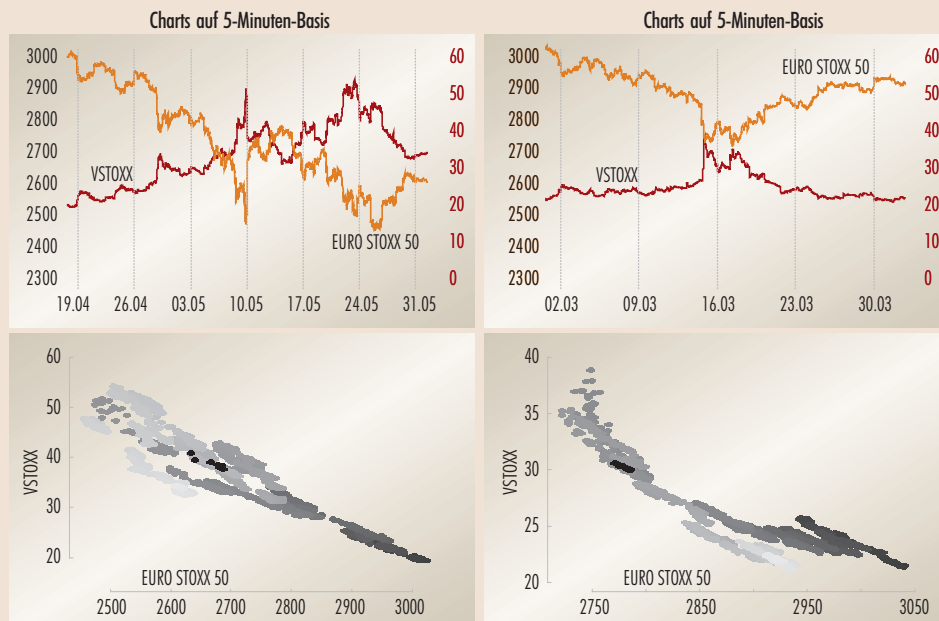 Charts auf 5-Minuten-Basis
3000
2900
2800
2700
2600
2500
2400
2300
60
50
40
30
20
10
0
VSTOXX
EURO STOXX 50
19.04 26.04 03.05 10.05 17.05 24.05 31.05
Charts auf 5-Minuten-Basis
3000
2900
2800
2700
2600
2500
2400
2300
60
50
40
30
20
10
0
EURO STOXX 50
VSTOXX
02.03 09.03 16.03 23.03 30.03
60
50
40
30
20
VSTOXX
EURO STOXX 50
2500 2600 2700 2800 2900 3000
40
35
30
25
20
VSTOXX
EURO STOXX 50
2750 2850 2950 3050